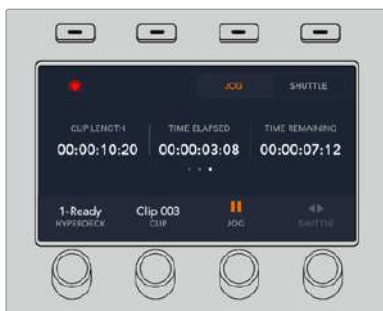 JOG SHUTTLE
CLIP LENGTH TIME ELAPSED TIME REMAINING
00:00:10:20 00:00:03:08 00:00:07:12
1-Ready Clip 003
HYPERDECK CLIP JOG SHUTTLE